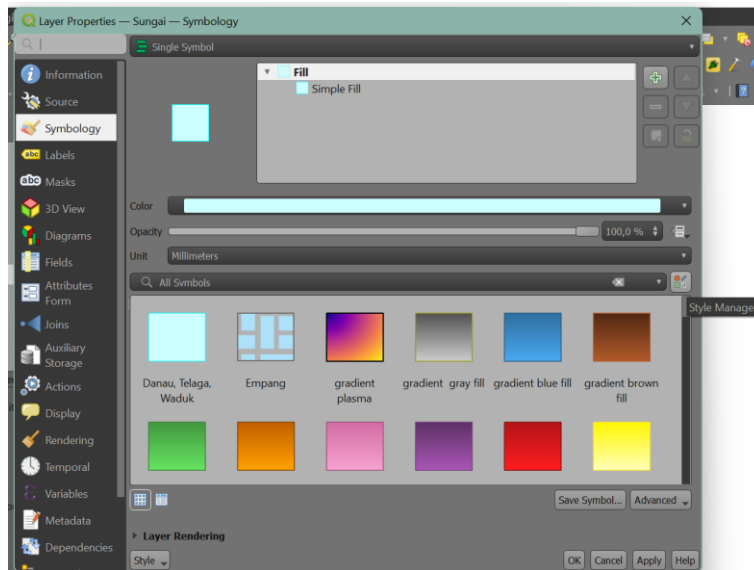 Layer Properties — Sungai — Symbology
Single Symbol
Information
Source
Symbology
abc Labels
abc Masks
3D View
Diagrams
Fields
Attributes
Form
Joins
Auxiliary
Storage
Actions
Display
Rendering
Temporal
Variables
Metadata
Dependencies
Fill
Simple Fill
Color
Opacity
100,0 %
Unit
Millimeters
All Symbols
Style Manage
Danau, Telaga,
Waduk
Empang
gradient
plasma
gradient gray fill
gradient blue fill
gradient brown
fill
Save Symbol...
Advanced
Layer Rendering
Style
OK
Cancel
Apply
Help